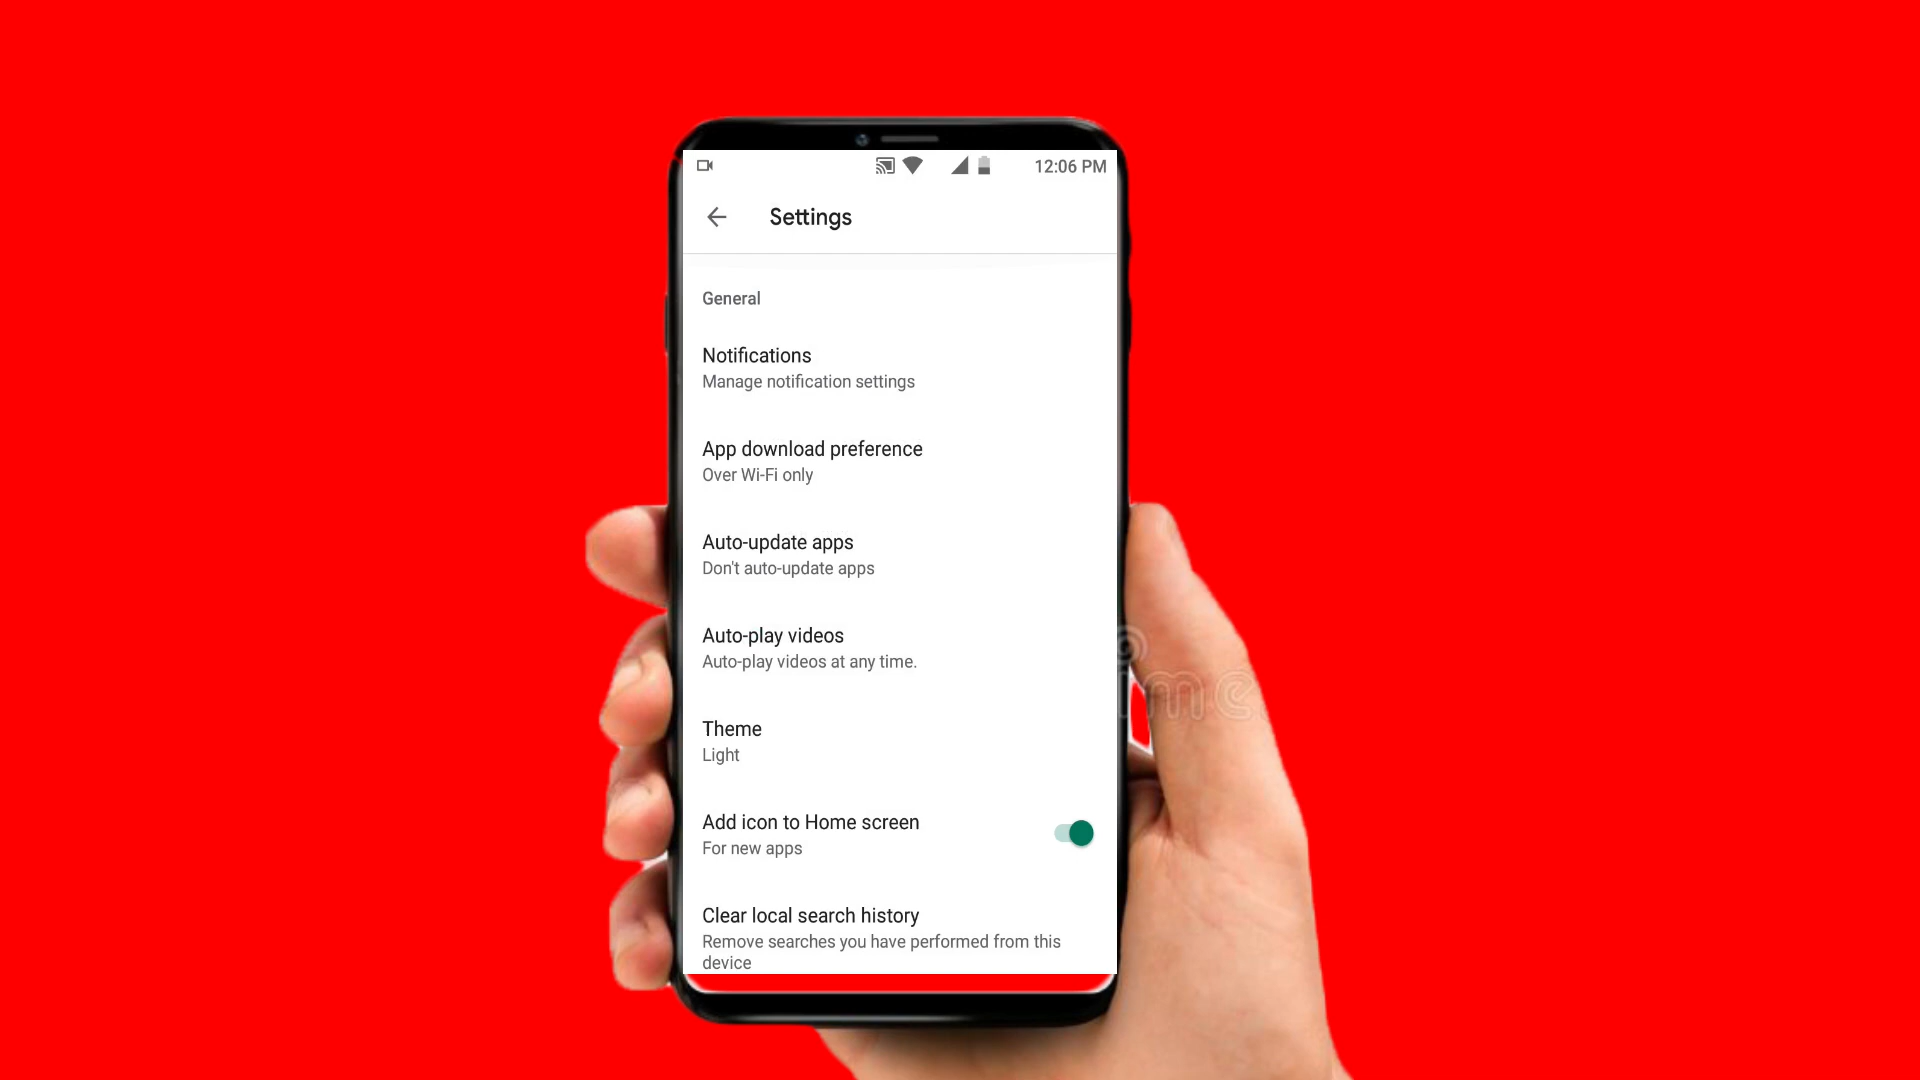 12:06 PM
Settings
General
Notifications
Manage notification settings
App download preference
Over Wi-Fi only
Auto-update apps
Don't auto-update apps
Auto-play videos
Auto-play videos at any time.
Theme
Light
Add icon to Home screen
For new apps
Clear local search history
Remove searches you have performed from this
device